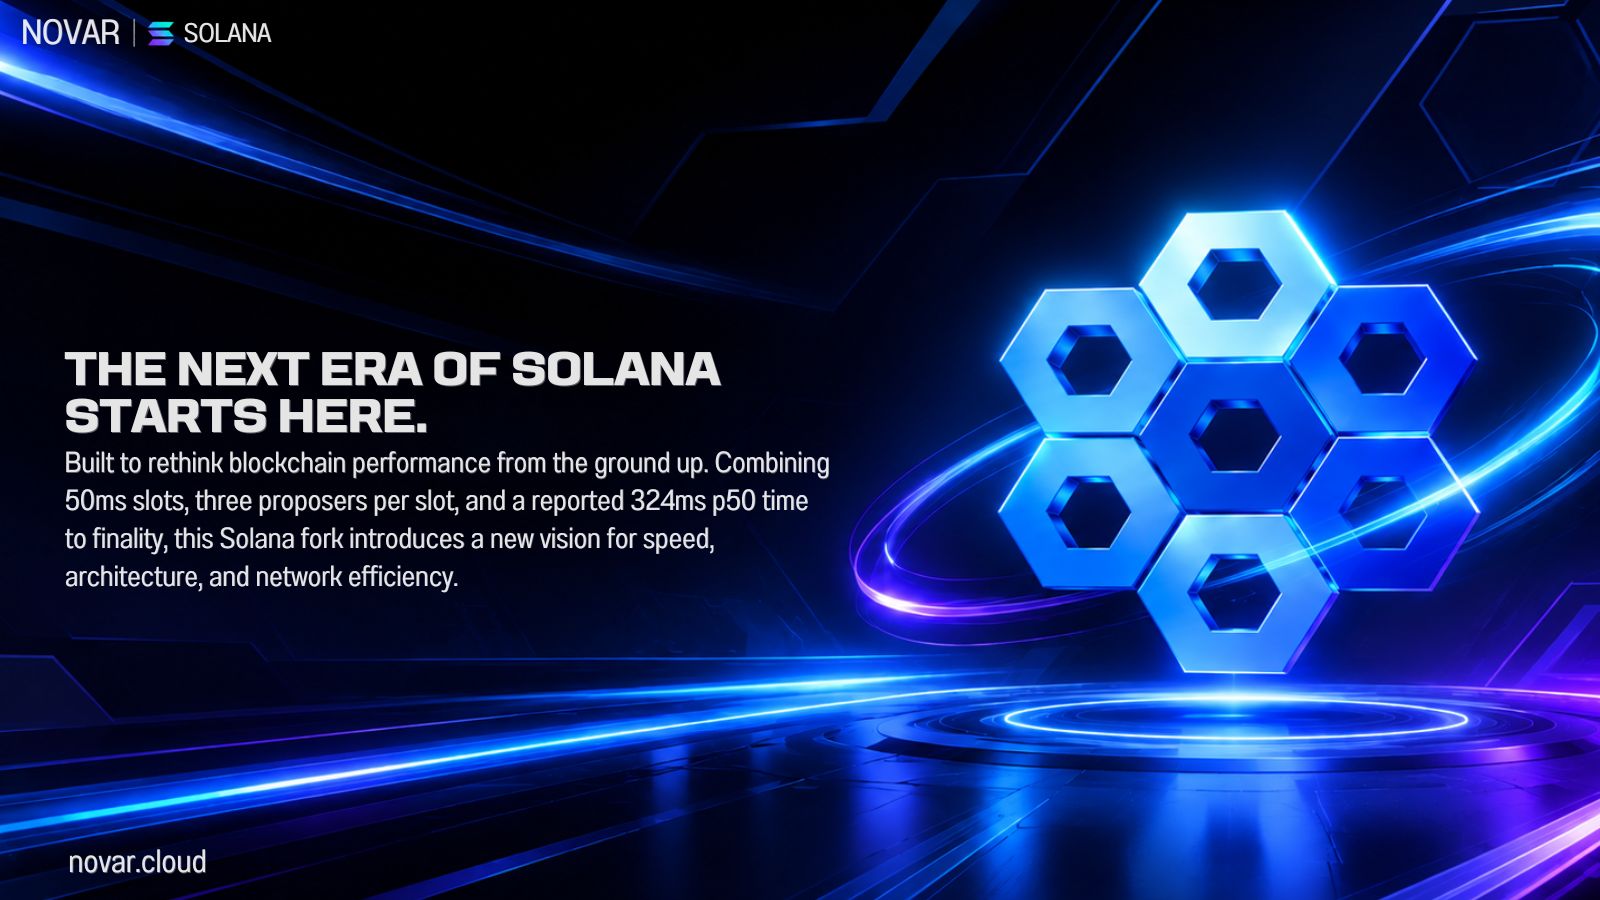 NOVAR | SOLANA
THE NEXT ERA OF SOLANA
STARTS HERE.
Built to rethink blockchain performance from the ground up. Combining
50ms slots, three proposers per slot, and a reported 324ms p50 time
to finality, this Solana fork introduces a new vision for speed,
architecture, and network efficiency.
novar.cloud